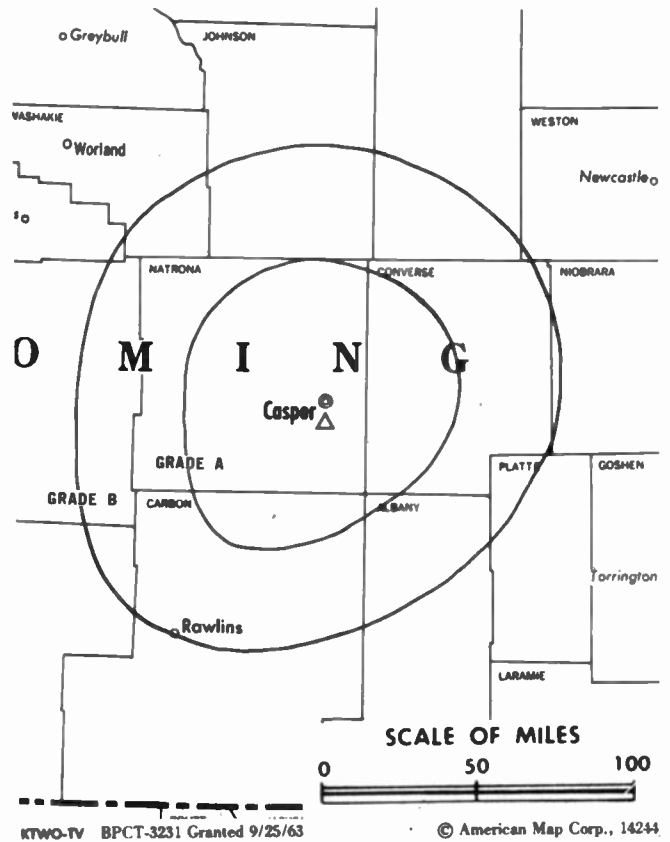 Greybull
JOHNSON
WASHAKIE
WESTON
Worland
Newcastle
s
NATRONA
CONVERSE
NIOBRARA
O M I N G
Casper
GRADE A
PLATTE
GOSHEN
GRADE B
CARBON
ALBANY
Torrington
Rawlins
LARAMIE
SCALE OF MILES
0 50 100
KTWO-TV BPCT-3231 Granted 9/25/63
© American Map Corp., 14244